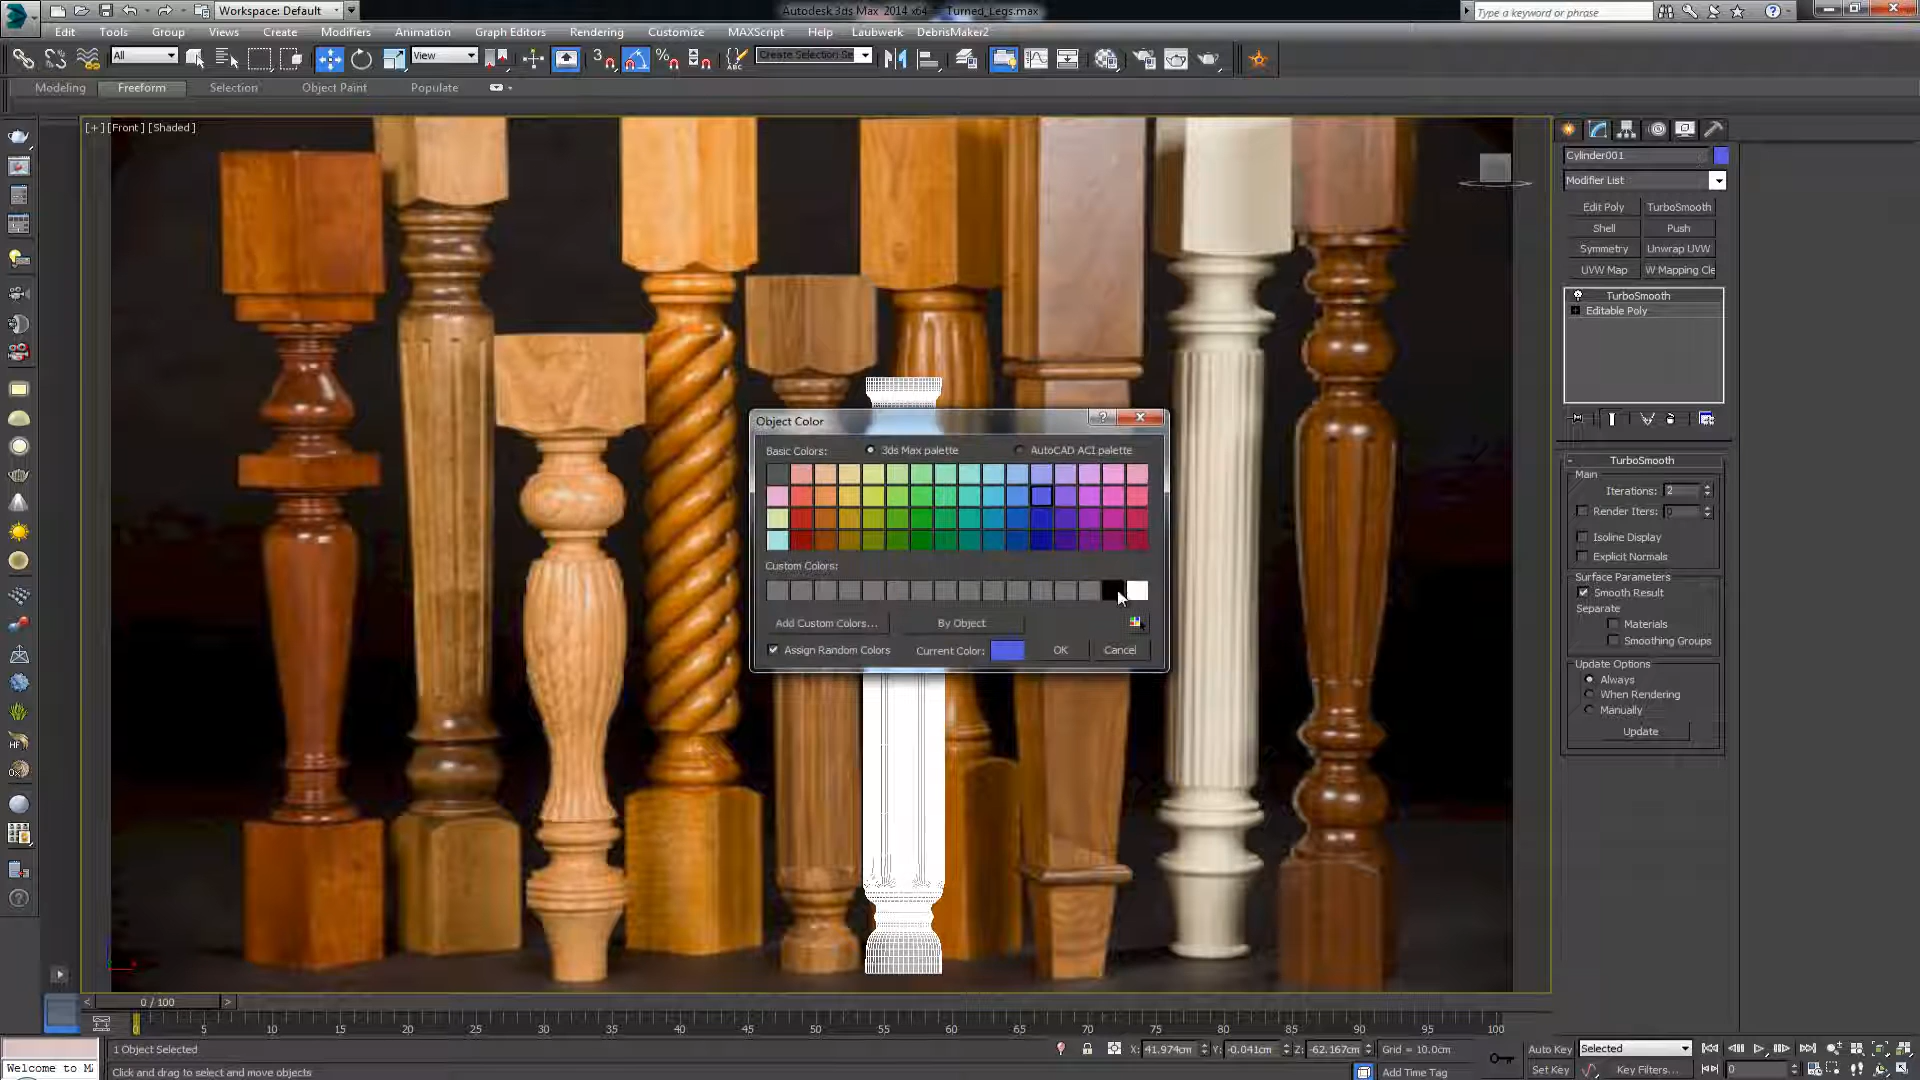 Workspace: Default
Autodesk 3ds Max 2014 x64
Turned_Legs.max
Type a keyword or phrase
Edit Tools Group Views Create Modifiers Animation Graph Editors Rendering Customize MAXScript Help Laubwerk DebrisMaker2
All View Create Selection Se
Modeling Freeform Selection Object Paint Populate
[+] [Front] [Shaded]
Cylinder001
Modifier List
Edit Poly TurboSmooth
Shell Push
Symmetry Unwrap UVW
UVW Map W Mapping Cle
TurboSmooth
Editable Poly
Object Color
Basic Colors: 3ds Max palette AutoCAD ACI palette
Custom Colors:
Add Custom Colors... By Object
Assign Random Colors Current Color: OK Cancel
TurboSmooth
Main
Iterations: 2
Render Iters: 0
Isoline Display
Explicit Normals
Surface Parameters
Smooth Result
Separate
Materials
Smoothing Groups
Update Options
Always
When Rendering
Manually
Update
< 0 / 100 >
0 5 10 15 20 25 30 35 40 45 50 55 60 65 70 75 80 85 90 95 100
1 Object Selected
X: 41.974cm Y: -0.041cm Z: -62.167cm Grid = 10.0cm
Auto Key Selected
Welcome to M
Click and drag to select and move objects
Add Time Tag
Set Key Key Filters... 0